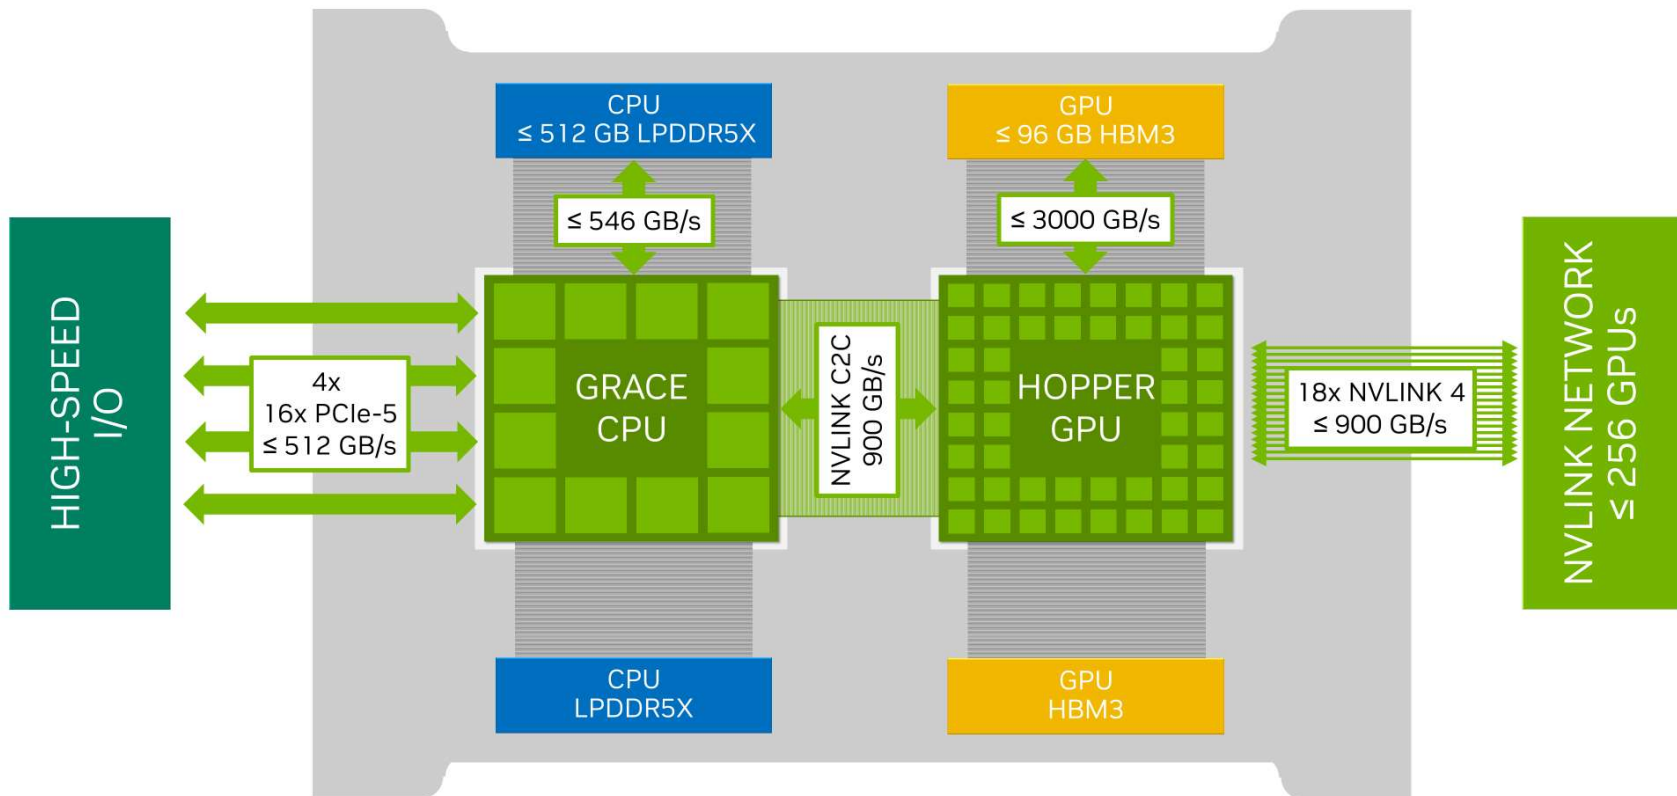 CPU
≤ 512 GB LPDDR5X
GPU
≤ 96 GB HBM3
≤ 546 GB/s
≤ 3000 GB/s
HIGH-SPEED
I/O
4x
16x PCIe-5
≤ 512 GB/s
GRACE
CPU
NVLINK C2C
900 GB/s
HOPPER
GPU
18x NVLINK 4
≤ 900 GB/s
NVLINK NETWORK
≤ 256 GPUs
CPU
LPDDR5X
GPU
HBM3